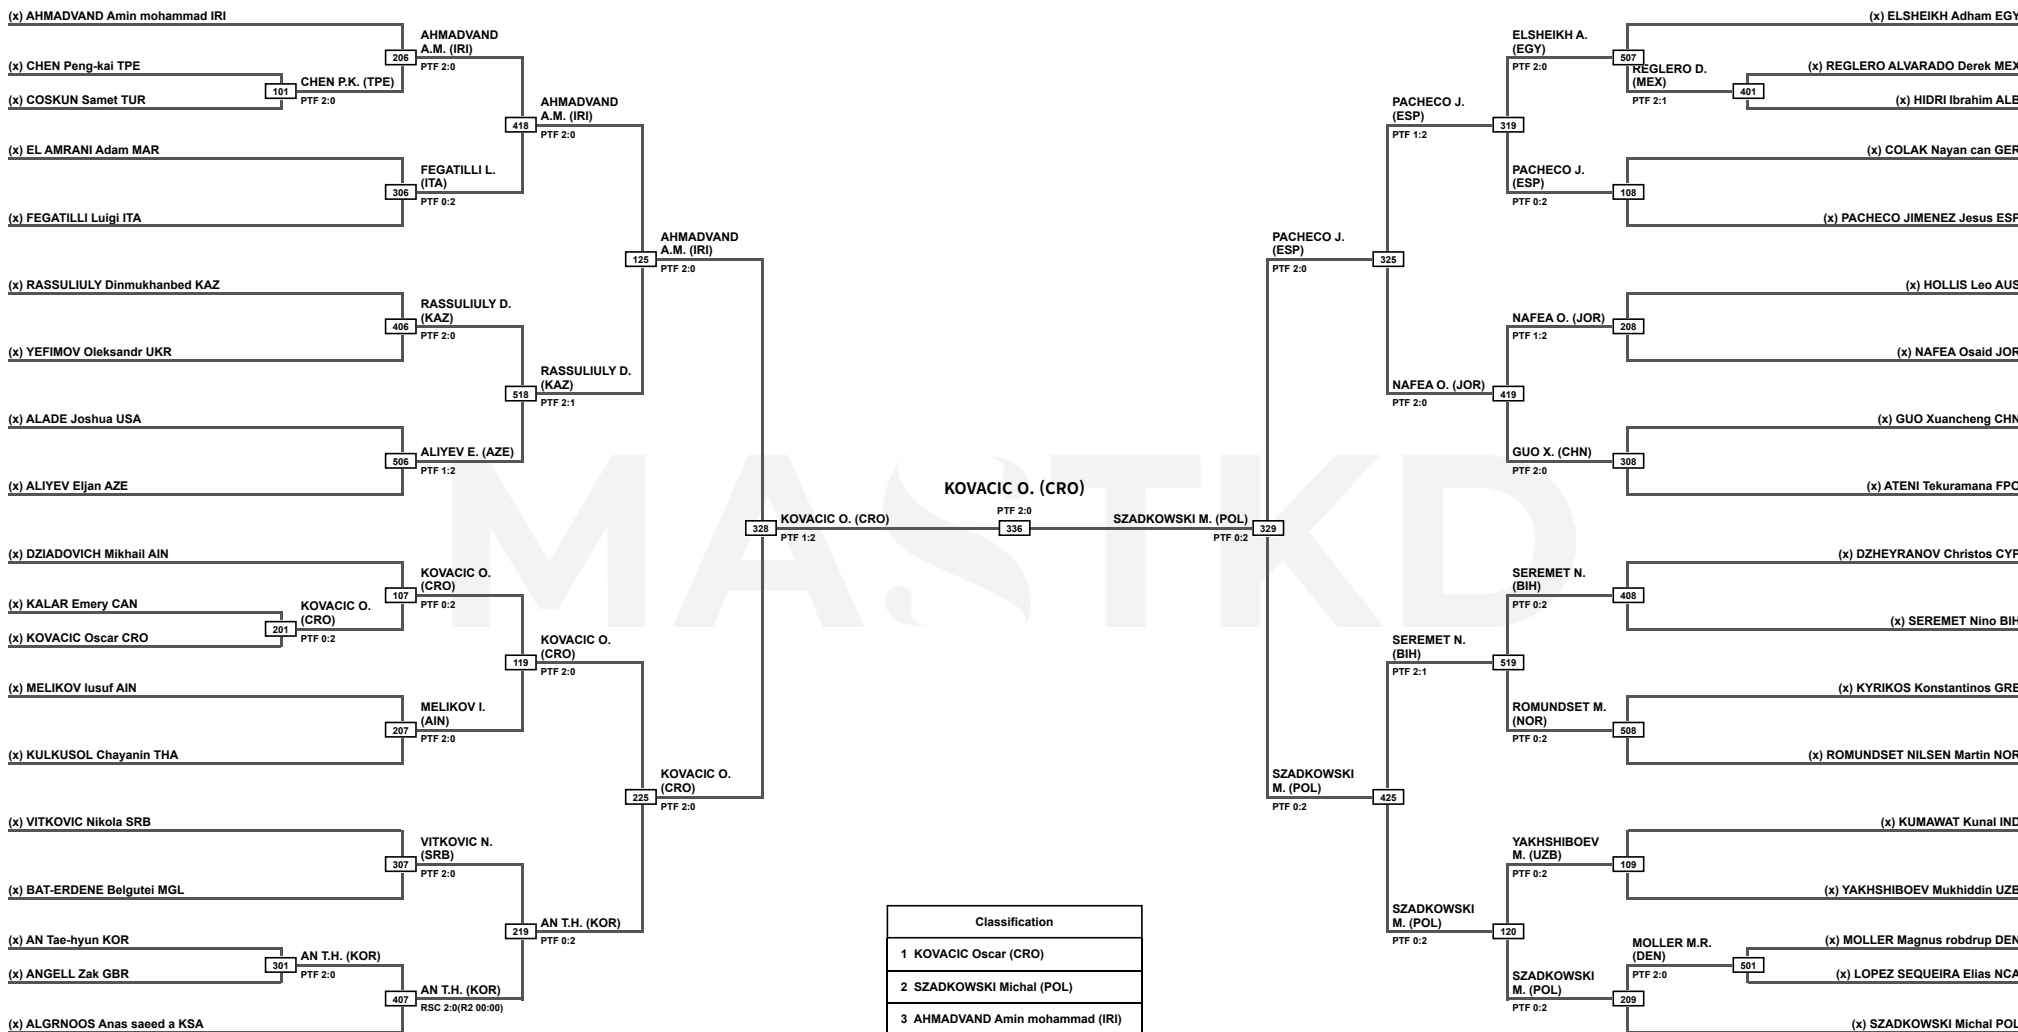 (x) AHMADVAND Amin mohammad IRI
(x) CHEN Peng-kai TPE
(x) COSKUN Samet TUR
(x) EL AMRANI Adam MAR
(x) FEGATILLI Luigi ITA
(x) RASSULIULY Dinmukhanbed KAZ
(x) YEFIMOV Oleksandr UKR
(x) ALADE Joshua USA
(x) ALIYEV Eljan AZE
(x) DZIADOVICH Mikhail AIN
(x) KALAR Emery CAN
(x) KOVACIC Oscar CRO
(x) MELIKOV Iusuf AIN
(x) KULKUSOL Chayanin THA
(x) VITKOVIC Nikola SRB
(x) BAT-ERDENE Belgutei MGL
(x) AN Tae-hyun KOR
(x) ANGELL Zak GBR
(x) ALGRNOOS Anas saeed a KSA
101
CHEN P.K. (TPE)
PTF 2:0
201
KOVACIC O.
(CRO)
PTF 0:2
301
AN T.H. (KOR)
PTF 2:0
206
AHMADVAND
A.M. (IRI)
PTF 2:0
306
FEGATILLI L.
(ITA)
PTF 0:2
406
RASSULIULY D.
(KAZ)
PTF 2:0
506
ALIYEV E. (AZE)
PTF 1:2
107
KOVACIC O.
(CRO)
PTF 0:2
207
MELIKOV I.
(AIN)
PTF 2:0
307
VITKOVIC N.
(SRB)
PTF 2:0
407
AN T.H. (KOR)
RSC 2:0(R2 00:00)
418
AHMADVAND
A.M. (IRI)
PTF 2:0
518
RASSULIULY D.
(KAZ)
PTF 2:1
119
KOVACIC O.
(CRO)
PTF 2:0
219
AN T.H. (KOR)
PTF 0:2
125
AHMADVAND
A.M. (IRI)
PTF 2:0
225
KOVACIC O.
(CRO)
PTF 2:0
328
KOVACIC O. (CRO)
PTF 1:2
MASTKD
KOVACIC O. (CRO)
PTF 2:0
336
SZADKOWSKI M. (POL)
PTF 0:2
329
PACHECO J.
(ESP)
PTF 2:0
325
SZADKOWSKI
M. (POL)
PTF 0:2
425
PACHECO J.
(ESP)
PTF 1:2
319
NAFEA O. (JOR)
PTF 2:0
419
SEREMET N.
(BIH)
PTF 2:1
519
SZADKOWSKI
M. (POL)
PTF 0:2
120
ELSHEIKH A.
(EGY)
PTF 2:0
507
PACHECO J.
(ESP)
PTF 0:2
108
NAFEA O. (JOR)
PTF 1:2
208
GUO X. (CHN)
PTF 2:0
308
SEREMET N.
(BIH)
PTF 0:2
408
ROMUNDSET M.
(NOR)
PTF 0:2
508
YAKHSHIBOEV
M. (UZB)
PTF 0:2
109
SZADKOWSKI
M. (POL)
PTF 0:2
209
REGLERO D.
(MEX)
PTF 2:1
401
MOLLER M.R.
(DEN)
PTF 2:0
501
(x) ELSHEIKH Adham EGY
(x) REGLERO ALVARADO Derek MEX
(x) HIDRI Ibrahim ALB
(x) COLAK Nayan can GER
(x) PACHECO JIMENEZ Jesus ESP
(x) HOLLIS Leo AUS
(x) NAFEA Osaid JOR
(x) GUO Xuancheng CHN
(x) ATENI Tekuramana FPO
(x) DZHEYRANOV Christos CYP
(x) SEREMET Nino BIH
(x) KYRIKOS Konstantinos GRE
(x) ROMUNDSET NILSEN Martin NOR
(x) KUMAWAT Kunal IND
(x) YAKHSHIBOEV Mukhiddin UZB
(x) MOLLER Magnus robdrup DEN
(x) LOPEZ SEQUEIRA Elias NCA
(x) SZADKOWSKI Michal POL
Classification
1 KOVACIC Oscar (CRO)
2 SZADKOWSKI Michal (POL)
3 AHMADVAND Amin mohammad (IRI)